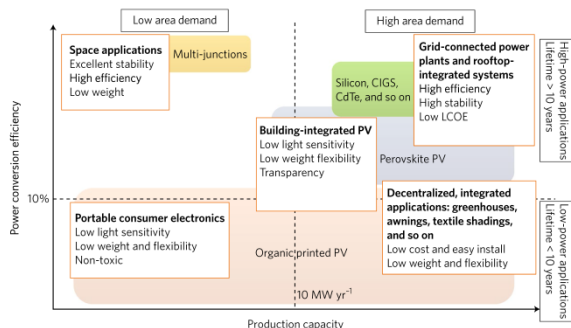 Low area demand
High area demand
Space applications
Excellent stability
High efficiency
Low weight
Multi-junctions
Silicon, CIGS,
CdTe, and so on
Grid-connected power
plants and rooftop-
integrated systems
High efficiency
High stability
Low LCOE
High-power applications
Lifetime > 10 years
Building-integrated PV
Low light sensitivity
Low weight flexibility
Transparency
Perovskite PV
Power conversion efficiency
10%
Portable consumer electronics
Low light sensitivity
Low weight and flexibility
Non-toxic
Decentralized, integrated
applications: greenhouses,
awnings, textile shadings,
and so on
Low cost and easy install
Low weight and flexibility
Low-power applications
Lifetime < 10 years
Organic printed PV
10 MW yr⁻¹
Production capacity